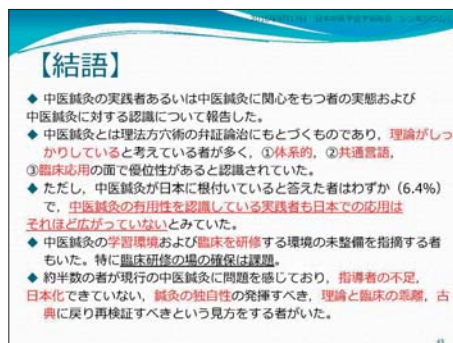 【結語】
◆ 中医鍼灸の実践者あるいは中医鍼灸に関心をもつ者の実態および
中医鍼灸に対する認識について報告した。
◆ 中医鍼灸とは理法方穴術の弁証論治にもとづくものであり，理論がしっ
かりしていると考えている者が多く，①体系的，②共通言語，
③臨床応用の面で優位性があると認識されていた。
◆ ただし，中医鍼灸が日本に根付いていると答えた者はわずか（6.4%）
で，中医鍼灸の有用性を認識している実践者も日本での応用は
それほど広がっていないとみていた。
◆ 中医鍼灸の学習環境および臨床を研修する環境の未整備を指摘する者
もいた。特に臨床研修の場の確保は課題。
◆ 約半数の者が現行の中医鍼灸に問題を感じており，指導者の不足，
日本化できていない，鍼灸の独自性の発揮すべき，理論と臨床の乖離，古
典に戻り再検証すべきという見方をする者がいた。